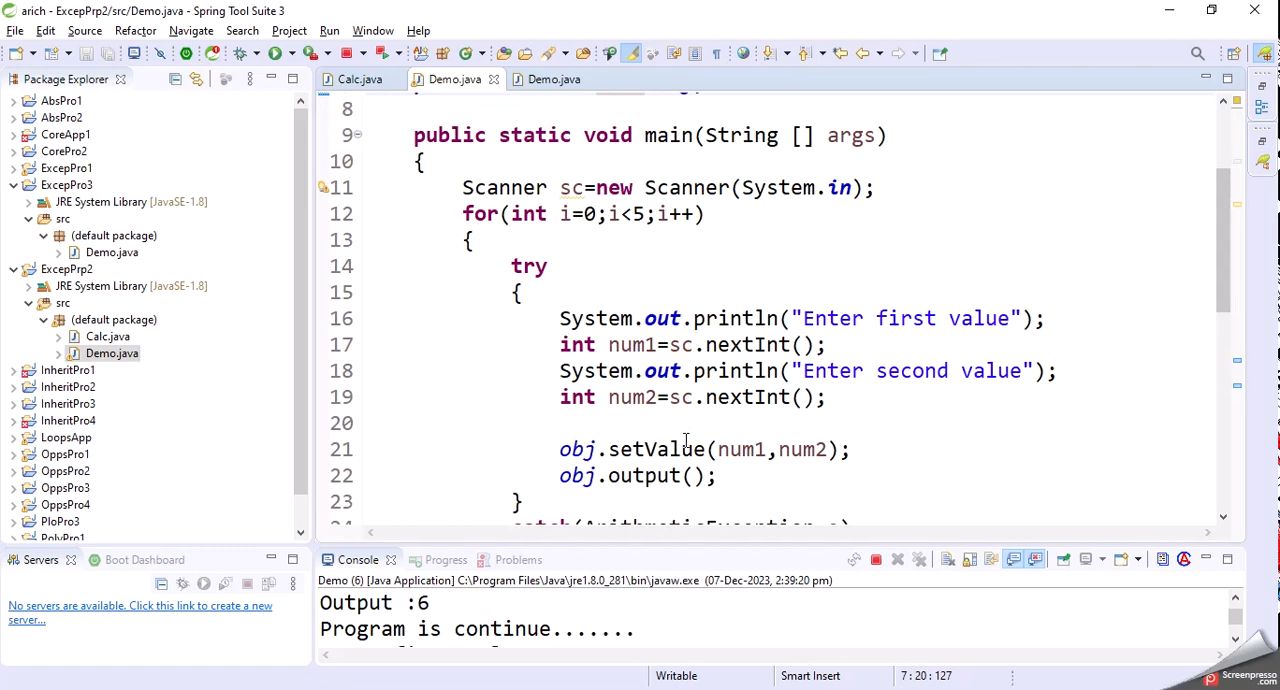 arich - ExcepPrp2/src/Demo.java - Spring Tool Suite 3
File Edit Source Refactor Navigate Search Project Run Window Help
Package Explorer
Calc.java Demo.java Demo.java
AbsPro1
AbsPro2
CoreApp1
CorePro2
ExcepPro1
ExcepPro3
JRE System Library [JavaSE-1.8]
src
(default package)
Demo.java
ExcepPrp2
JRE System Library [JavaSE-1.8]
src
(default package)
Calc.java
Demo.java
InheritPro1
InheritPro2
InheritPro3
InheritPro4
LoopsApp
OppsPro1
OppsPro2
OppsPro3
OppsPro4
PloPro3
PolyPro1
8
9 public static void main(String [] args)
10 {
11 Scanner sc=new Scanner(System.in);
12 for(int i=0;i<5;i++)
13 {
14 try
15 {
16 System.out.println("Enter first value");
17 int num1=sc.nextInt();
18 System.out.println("Enter second value");
19 int num2=sc.nextInt();
20
21 obj.setValue(num1,num2);
22 obj.output();
23 }
24 catch(ArithmeticException e)
Servers Boot Dashboard
No servers are available. Click this link to create a new
server...
Console Progress Problems
Demo (6) [Java Application] C:\Program Files\Java\jre1.8.0_281\bin\javaw.exe (07-Dec-2023, 2:39:20 pm)
Output :6
Program is continue.......
Writable Smart Insert 7 : 20 : 127
Screenpresso
.com